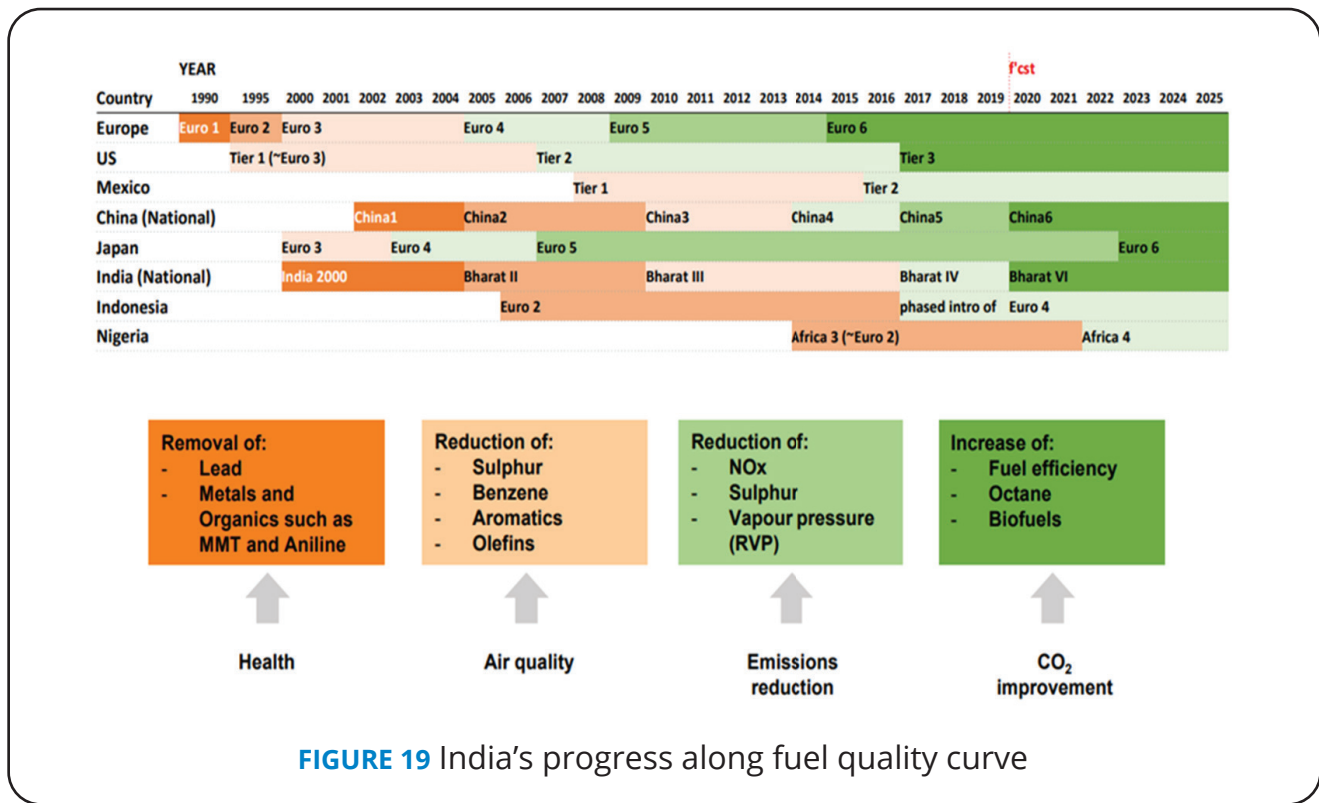 YEAR f'cst
Country 1990 1995 2000 2001 2002 2003 2004 2005 2006 2007 2008 2009 2010 2011 2012 2013 2014 2015 2016 2017 2018 2019 2020 2021 2022 2023 2024 2025
Europe Euro 1 Euro 2 Euro 3 Euro 4 Euro 5 Euro 6
US Tier 1 (~Euro 3) Tier 2 Tier 3
Mexico Tier 1 Tier 2
China (National) China1 China2 China3 China4 China5 China6
Japan Euro 3 Euro 4 Euro 5 Euro 6
India (National) India 2000 Bharat II Bharat III Bharat IV Bharat VI
Indonesia Euro 2 phased intro of Euro 4
Nigeria Africa 3 (~Euro 2) Africa 4
Removal of:
- Lead
- Metals and
Organics such as
MMT and Aniline
Health
Reduction of:
- Sulphur
- Benzene
- Aromatics
- Olefins
Air quality
Reduction of:
- NOx
- Sulphur
- Vapour pressure
(RVP)
Emissions
reduction
Increase of:
- Fuel efficiency
- Octane
- Biofuels
CO₂
improvement
FIGURE 19 India's progress along fuel quality curve